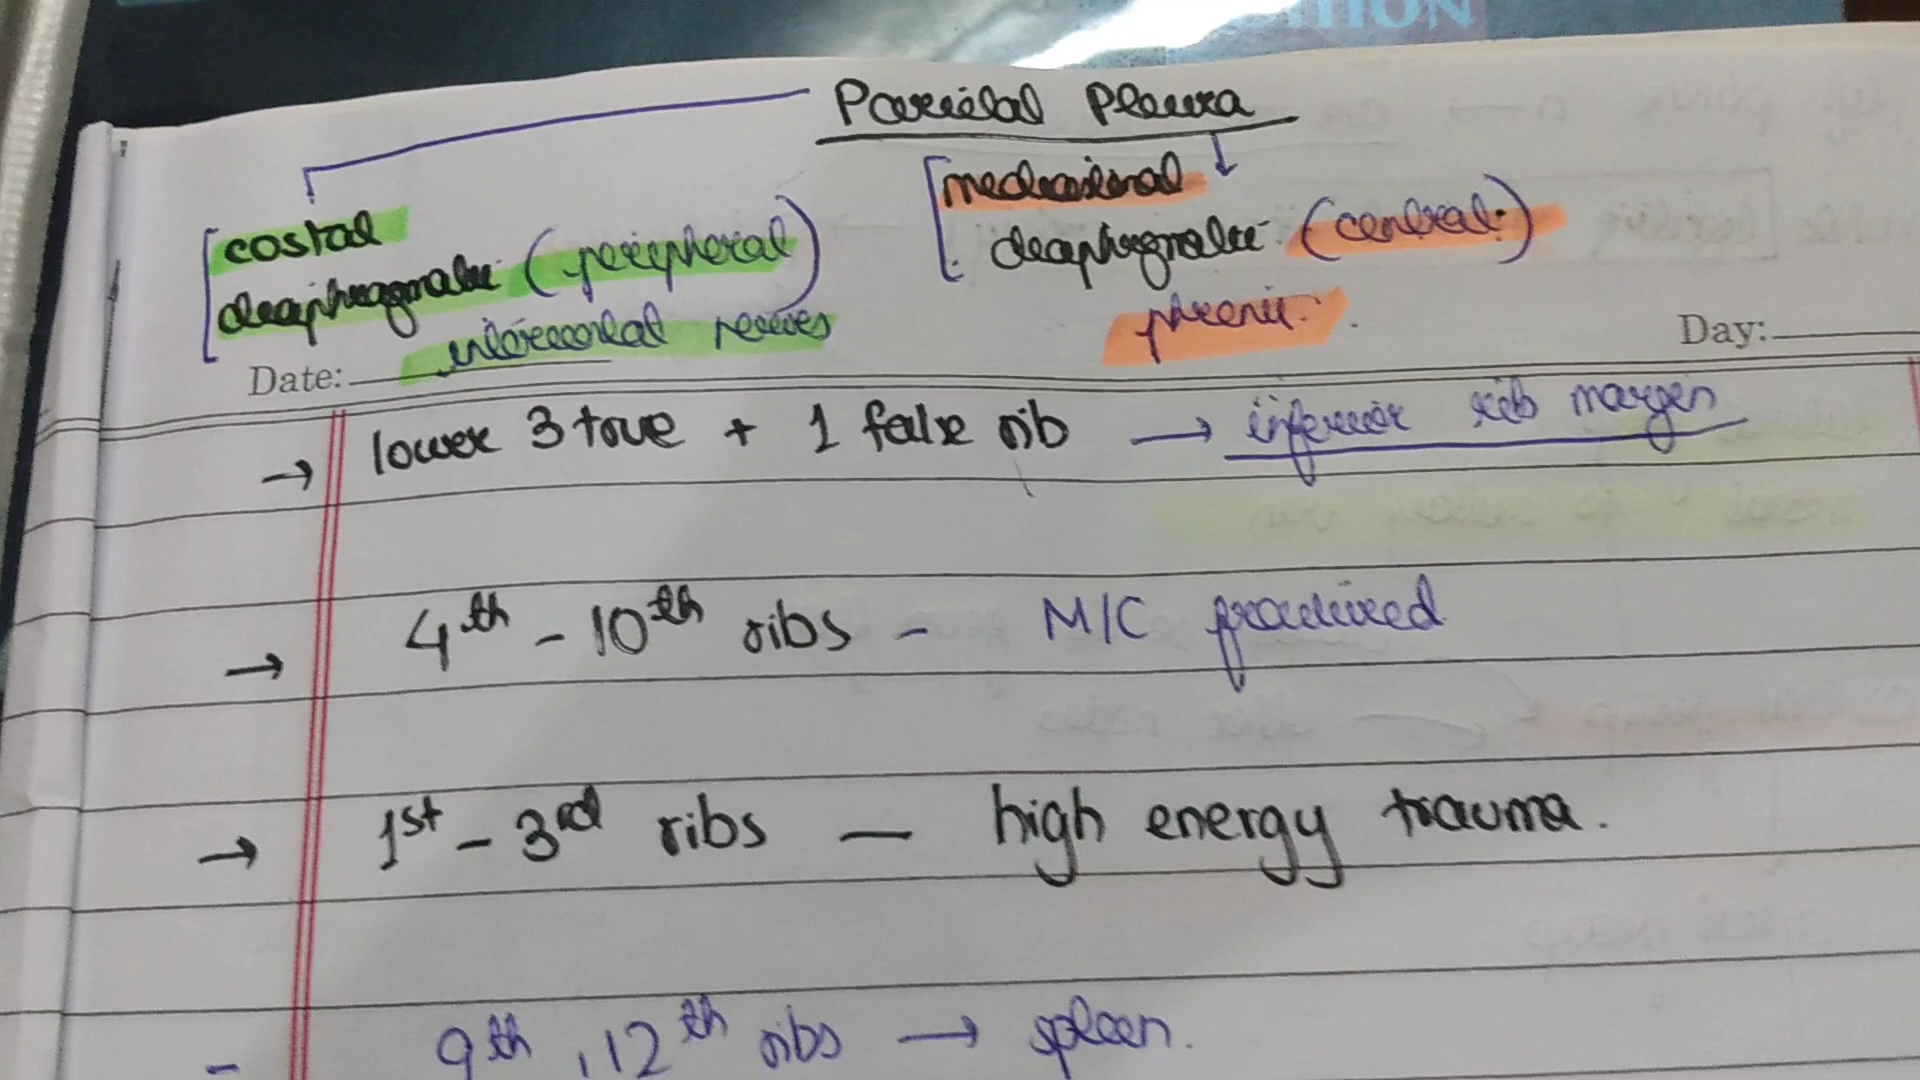 DITION
Parietal Pleura
costal
diaphragmatic (peripheral)
intercostal nerves
mediastinal
diaphragmatic (central)
phrenic.
Date:
Day:
→ lower 3 true + 1 false rib → inferior rib margin
→ 4th - 10th ribs - M/C fractured
→ 1st - 3rd ribs — high energy trauma.
- 9th, 12th ribs → spleen.